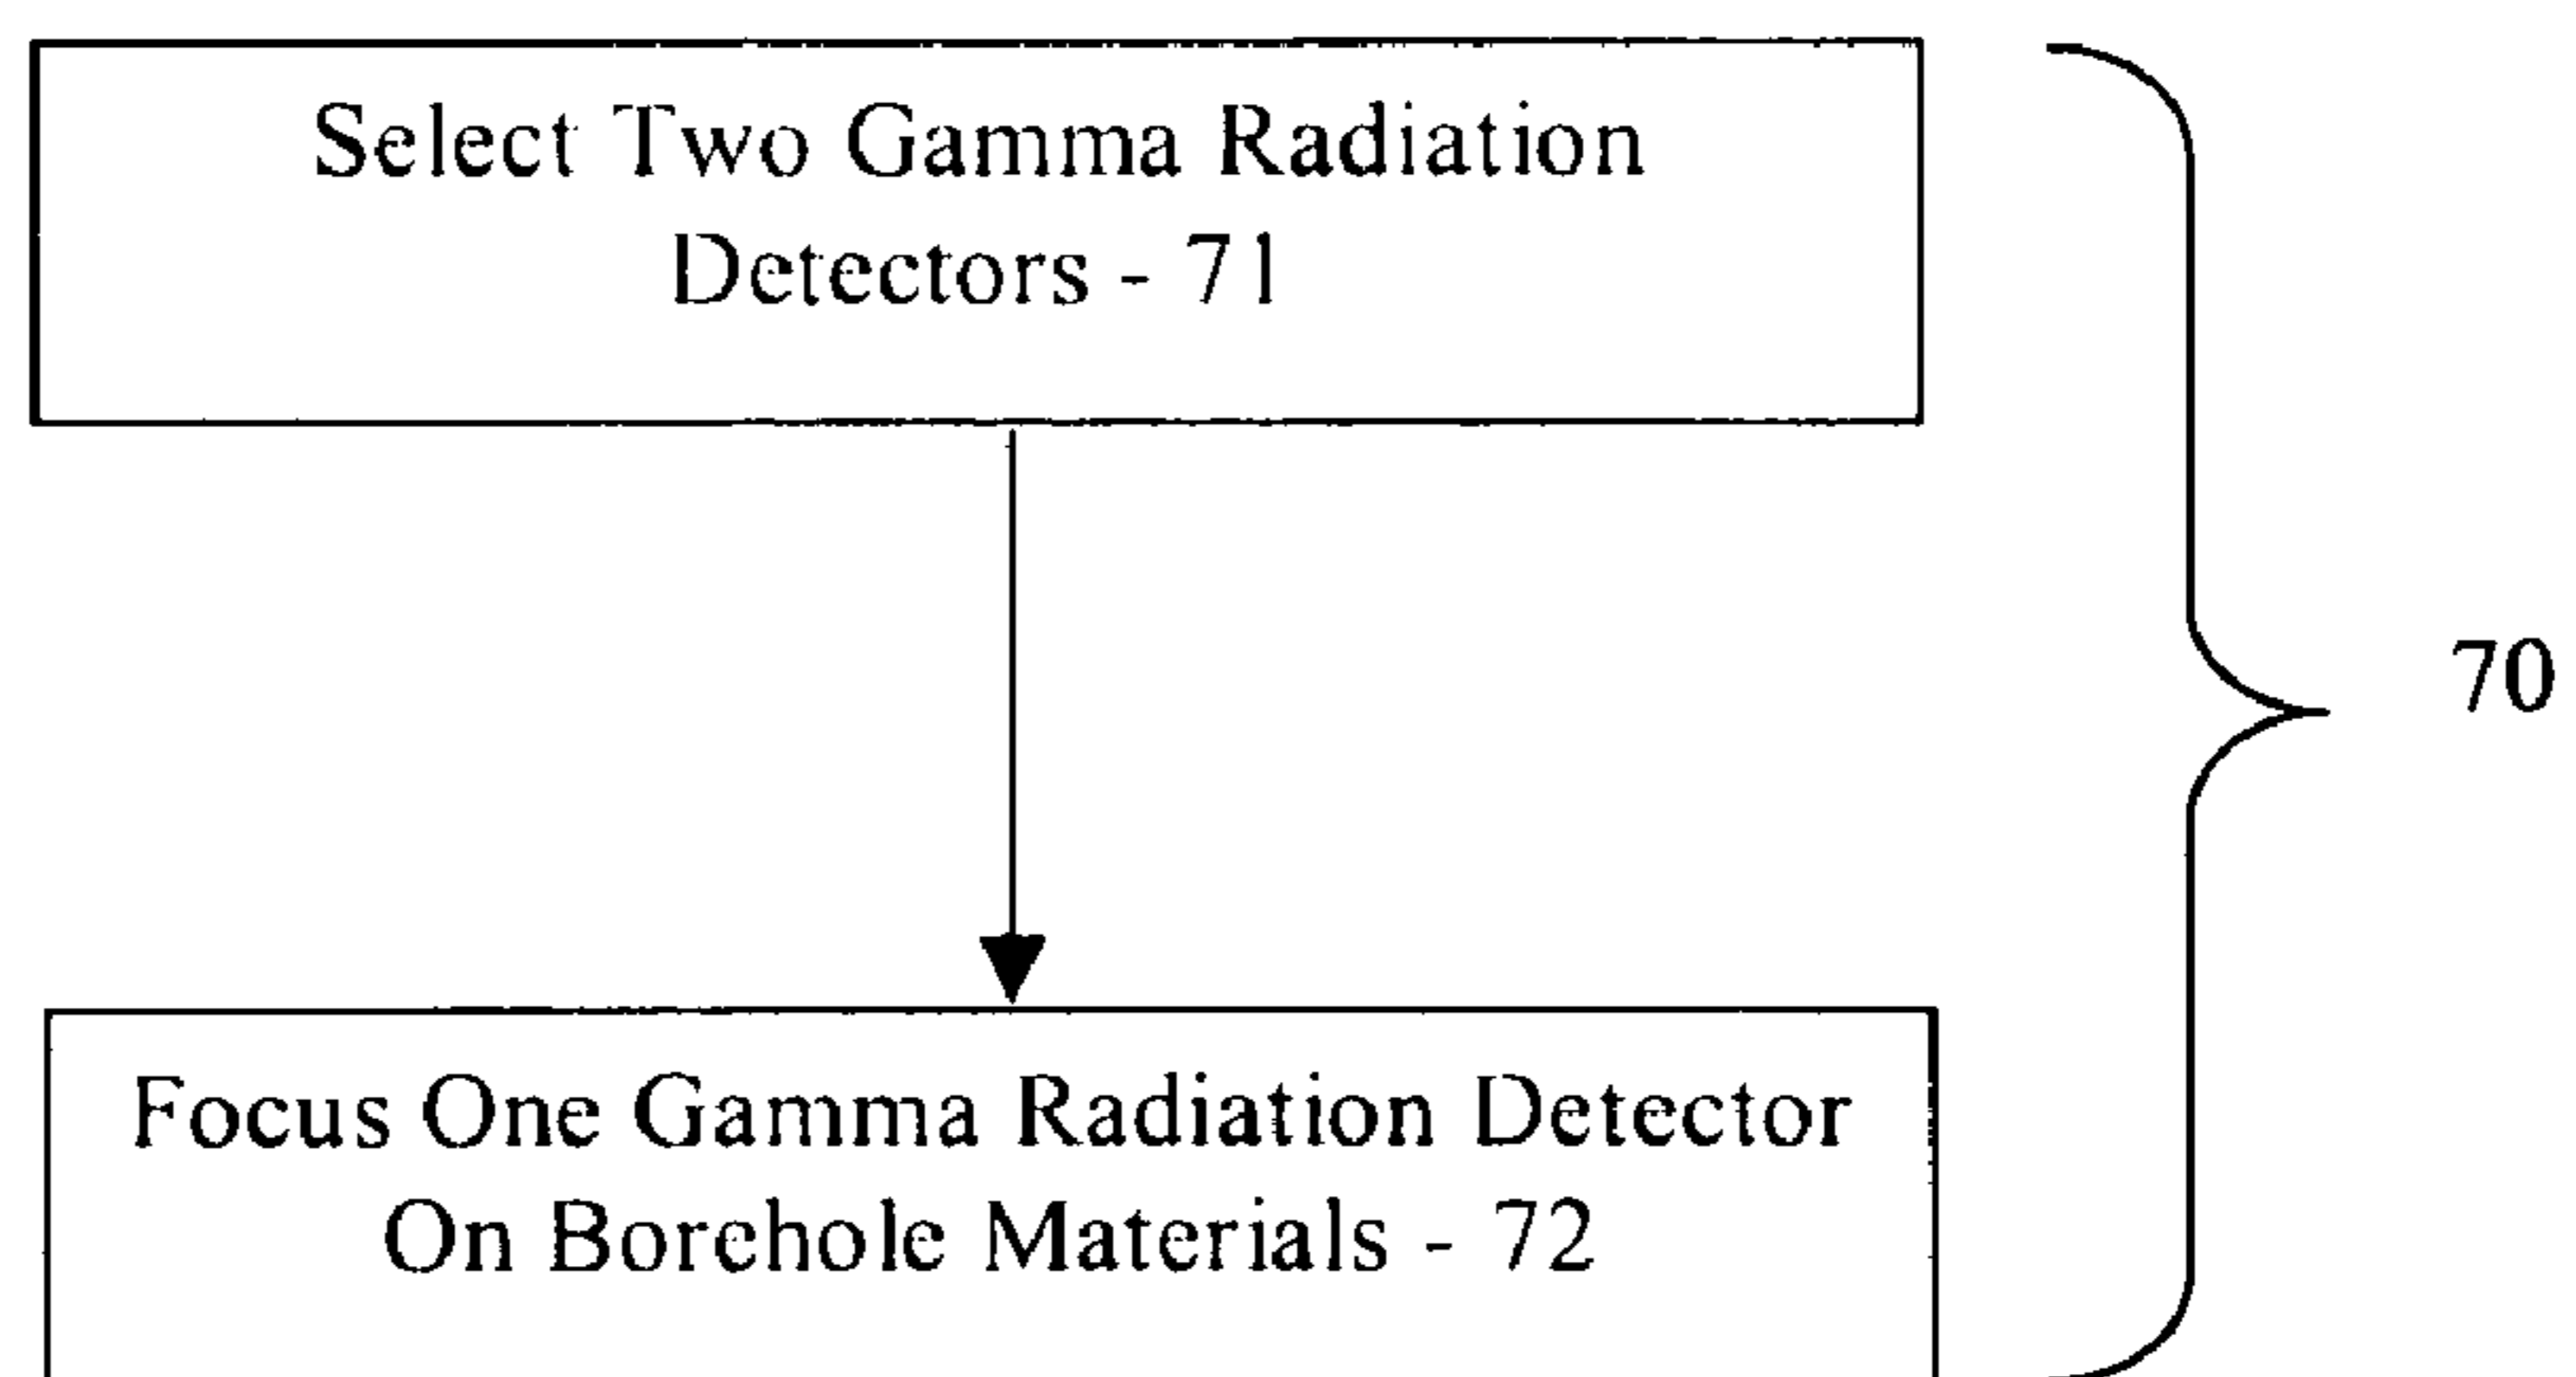 Select Two Gamma Radiation
Detectors - 71
70
Focus One Gamma Radiation Detector
On Borehole Materials - 72